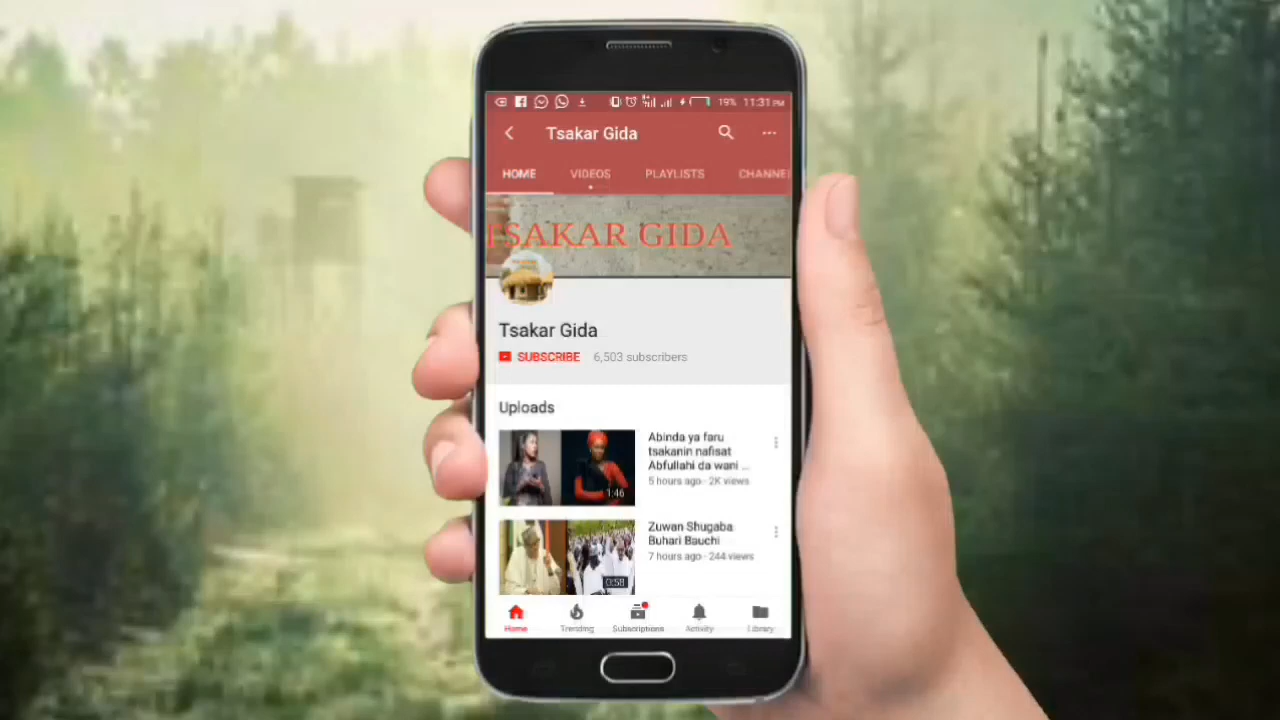 19% 11:31 PM
Tsakar Gida
HOME VIDEOS PLAYLISTS CHANNE
TSAKAR GIDA
Tsakar Gida
SUBSCRIBE 6,503 subscribers
Uploads
Abinda ya faru
tsakanin nafisat
Abfullahi da wani ...
5 hours ago · 2K views
1:46
Zuwan Shugaba
Buhari Bauchi
7 hours ago · 244 views
0:58
Home Trending Subscriptions Activity Library